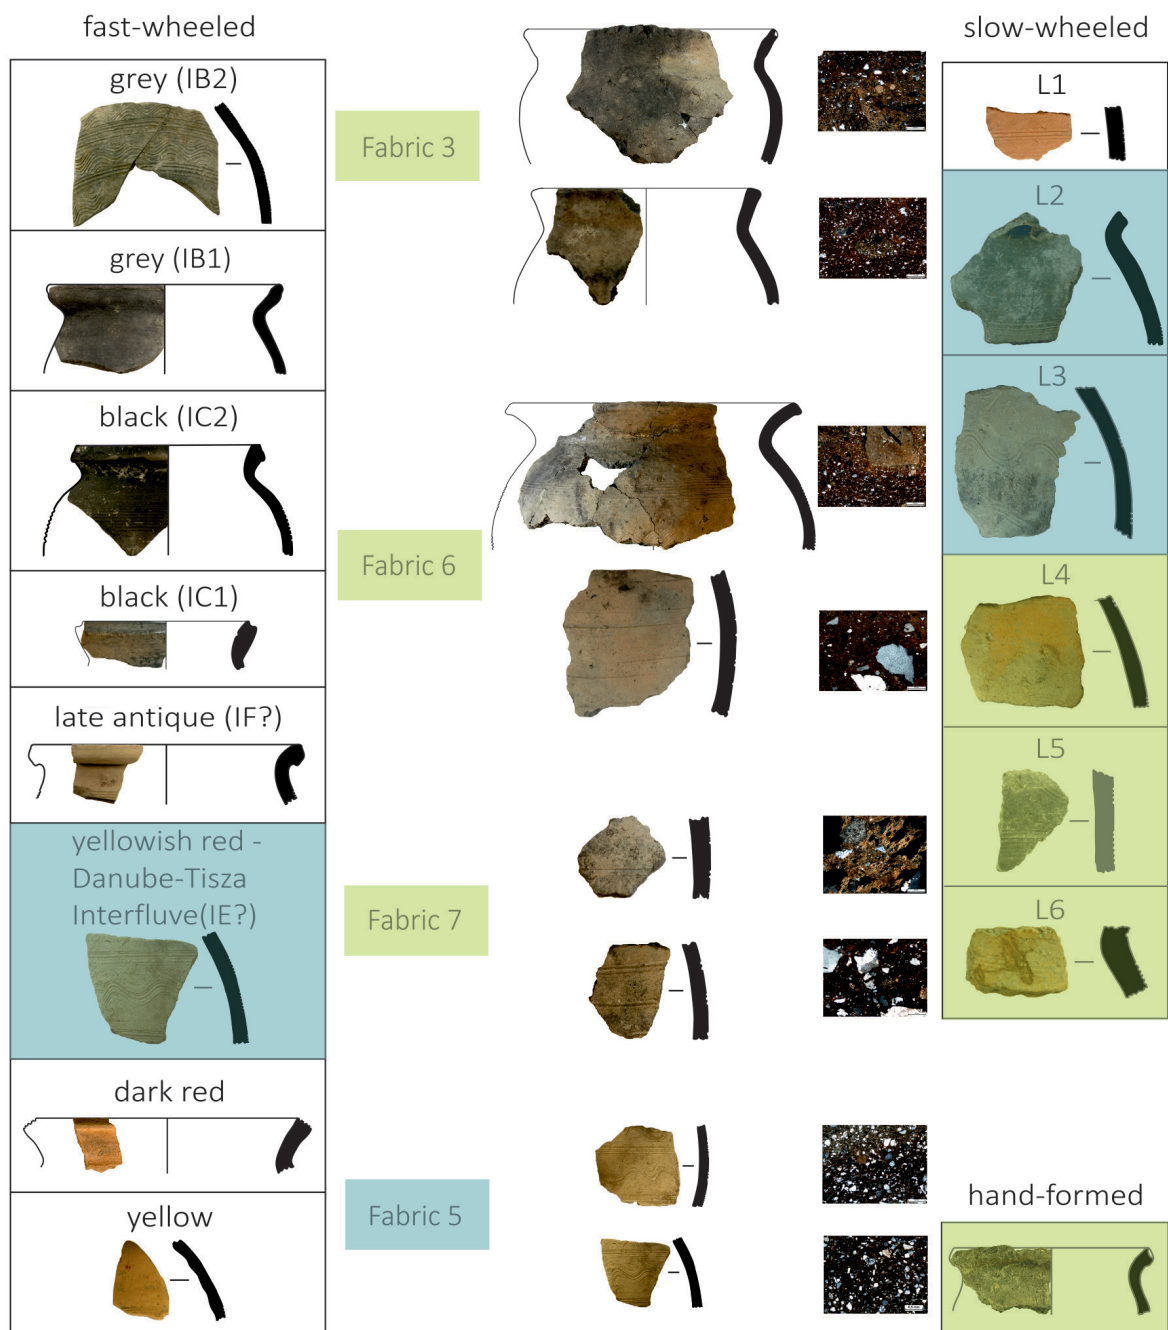 fast-wheeled
grey (IB2)
grey (IB1)
black (IC2)
black (IC1)
late antique (IF?)
yellowish red -
Danube-Tisza
Interfluve(IE?)
dark red
yellow
Fabric 3
Fabric 6
Fabric 7
Fabric 5
slow-wheeled
L1
L2
L3
L4
L5
L6
hand-formed